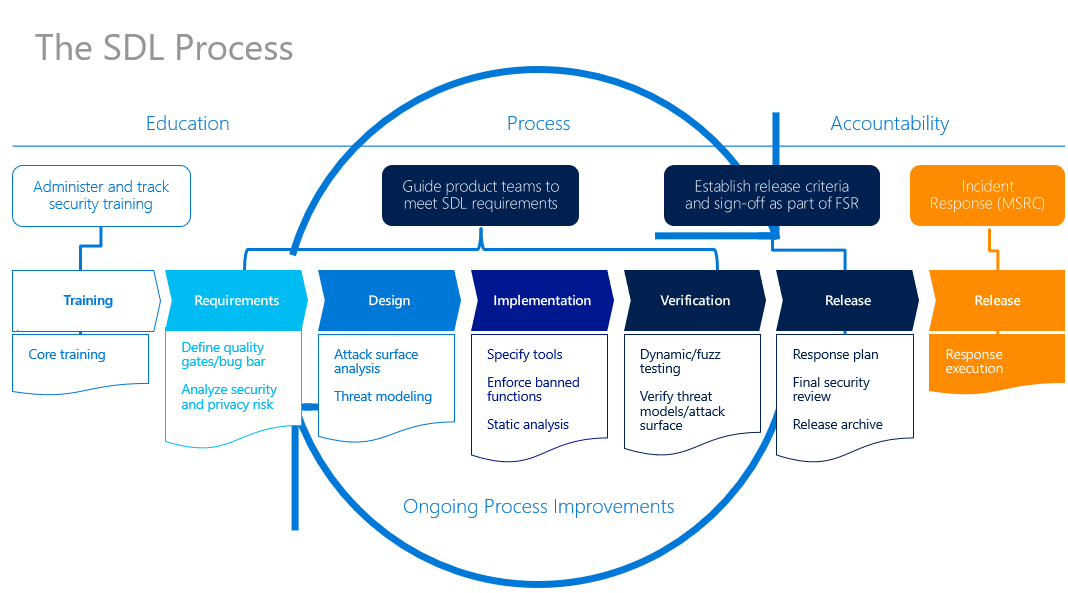 The SDL Process
Education
Process
Accountability
Administer and track
security training
Guide product teams to
meet SDL requirements
Establish release criteria
and sign-off as part of FSR
Incident
Response (MSRC)
Training
Requirements
Design
Implementation
Verification
Release
Release
Core training
Define quality
gates/bug bar
Analyze security
and privacy risk
Attack surface
analysis
Threat modeling
Specify tools
Enforce banned
functions
Static analysis
Dynamic/fuzz
testing
Verify threat
models/attack
surface
Response plan
Final security
review
Release archive
Response
execution
Ongoing Process Improvements